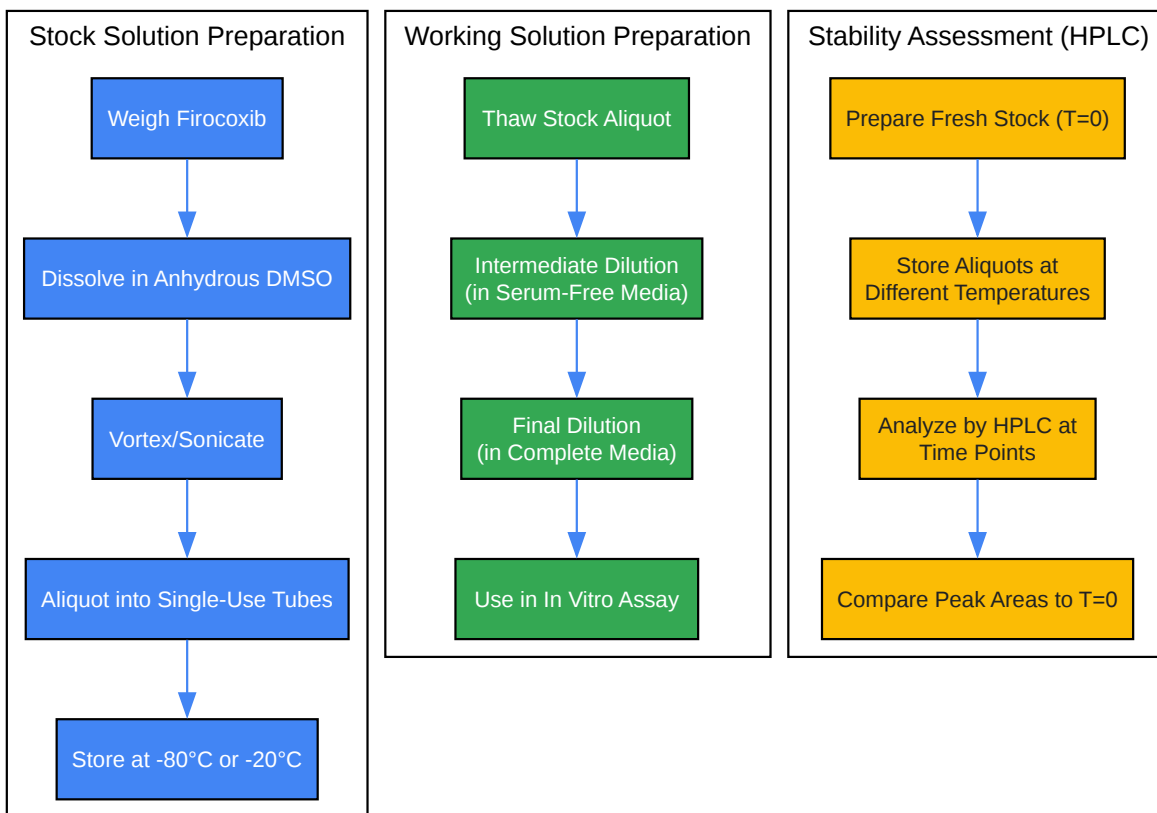 Stock Solution Preparation
Weigh Firocoxib
Dissolve in Anhydrous DMSO
Vortex/Sonicate
Aliquot into Single-Use Tubes
Store at -80°C or -20°C
Working Solution Preparation
Thaw Stock Aliquot
Intermediate Dilution
(in Serum-Free Media)
Final Dilution
(in Complete Media)
Use in In Vitro Assay
Stability Assessment (HPLC)
Prepare Fresh Stock (T=0)
Store Aliquots at
Different Temperatures
Analyze by HPLC at
Time Points
Compare Peak Areas to T=0